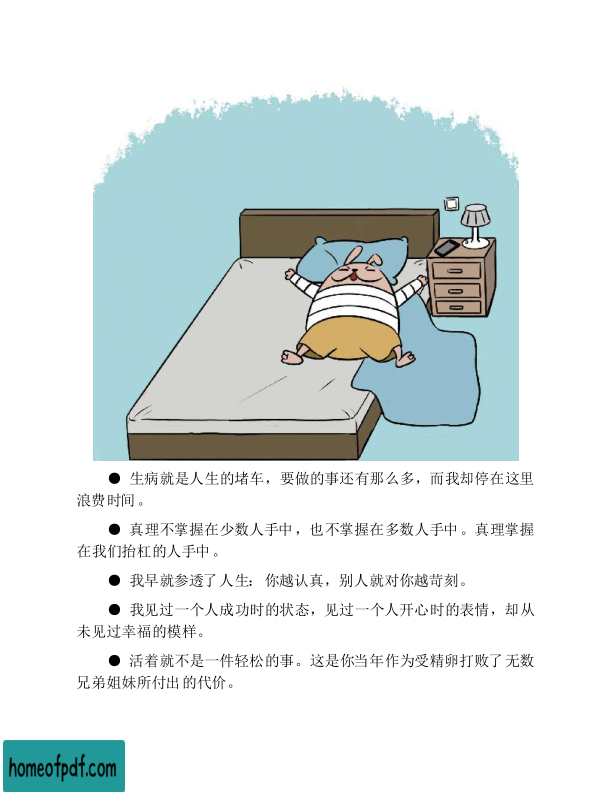 ● 生病就是人生的堵车，要做的事还有那么多，而我却停在这里
浪费时间。
● 真理不掌握在少数人手中，也不掌握在多数人手中。真理掌握
在我们抬杠的人手中。
● 我早就参透了人生：你越认真，别人就对你越苛刻。
● 我见过一个人成功时的状态，见过一个人开心时的表情，却从
未见过幸福的模样。
● 活着就不是一件轻松的事。这是你当年作为受精卵打败了无数
兄弟姐妹所付出的代价。
homeofpdf.com